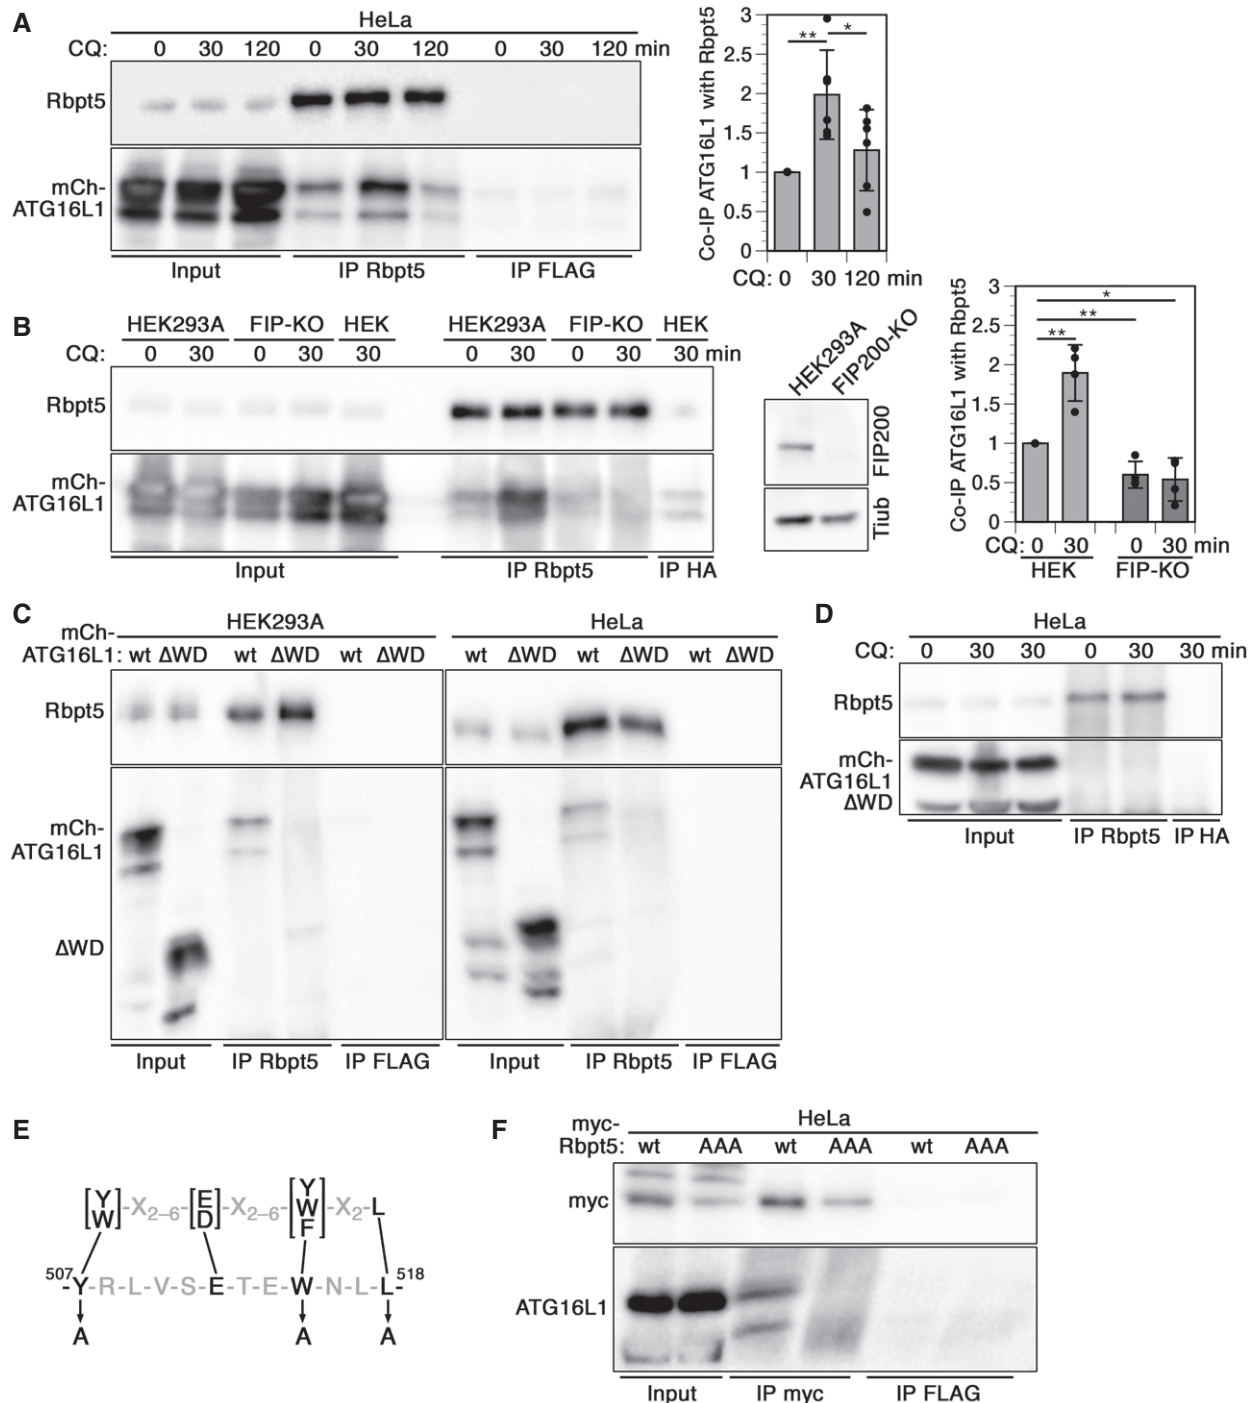 A
HeLa
CQ: 0 30 120 0 30 120 0 30 120 min
Rbpt5
mCh-
ATG16L1
Input IP Rbpt5 IP FLAG
Co-IP ATG16L1 with Rbpt5
3
2.5
2
1.5
1
0.5
0
** *
CQ: 0 30 120 min
B
HEK293A FIP-KO HEK HEK293A FIP-KO HEK
CQ: 0 30 0 30 30 0 30 0 30 30 min
Rbpt5
mCh-
ATG16L1
Input IP Rbpt5 IP HA
HEK293A
FIP200-KO
FIP200
Tiub
Co-IP ATG16L1 with Rbpt5
3
2.5
2
1.5
1
0.5
0
*
**
**
CQ: 0 30 0 30 min
HEK FIP-KO
C
HEK293A HeLa
mCh-
ATG16L1: wt ΔWD wt ΔWD wt ΔWD wt ΔWD wt ΔWD wt ΔWD
Rbpt5
mCh-
ATG16L1
ΔWD
Input IP Rbpt5 IP FLAG Input IP Rbpt5 IP FLAG
D
HeLa
CQ: 0 30 30 0 30 30 min
Rbpt5
mCh-
ATG16L1
ΔWD
Input IP Rbpt5 IP HA
E
[Y W]-X2–6-[E D]-X2–6-[Y W F]-X2-L
507 -Y-R-L-V-S-E-T-E-W-N-L-L- 518
A A A
F
HeLa
myc-
Rbpt5: wt AAA wt AAA wt AAA
myc
ATG16L1
Input IP myc IP FLAG